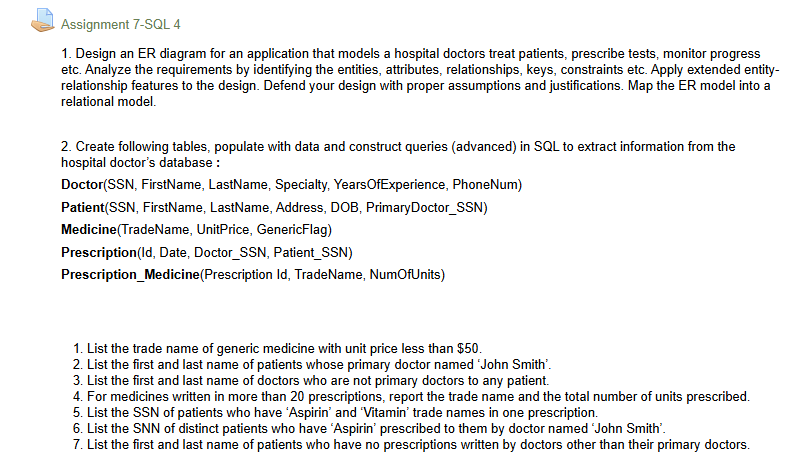 Assignment 7-SQL 4
1. Design an ER diagram for an application that models a hospital doctors treat patients, prescribe tests, monitor progress
etc. Analyze the requirements by identifying the entities, attributes, relationships, keys, constraints etc. Apply extended entity-
relationship features to the design. Defend your design with proper assumptions and justifications. Map the ER model into a
relational model.
2. Create following tables, populate with data and construct queries (advanced) in SQL to extract information from the
hospital doctor's database :
Doctor(SSN, FirstName, LastName, Specialty, YearsOfExperience, PhoneNum)
Patient(SSN, FirstName, LastName, Address, DOB, PrimaryDoctor_SSN)
Medicine(TradeName, UnitPrice, GenericFlag)
Prescription(Id, Date, Doctor_SSN, Patient_SSN)
Prescription_Medicine(Prescription Id, TradeName, NumOfUnits)
1. List the trade name of generic medicine with unit price less than $50.
2. List the first and last name of patients whose primary doctor named ‘John Smith’.
3. List the first and last name of doctors who are not primary doctors to any patient.
4. For medicines written in more than 20 prescriptions, report the trade name and the total number of units prescribed.
5. List the SSN of patients who have ‘Aspirin’ and ‘Vitamin’ trade names in one prescription.
6. List the SNN of distinct patients who have ‘Aspirin’ prescribed to them by doctor named ‘John Smith’.
7. List the first and last name of patients who have no prescriptions written by doctors other than their primary doctors.